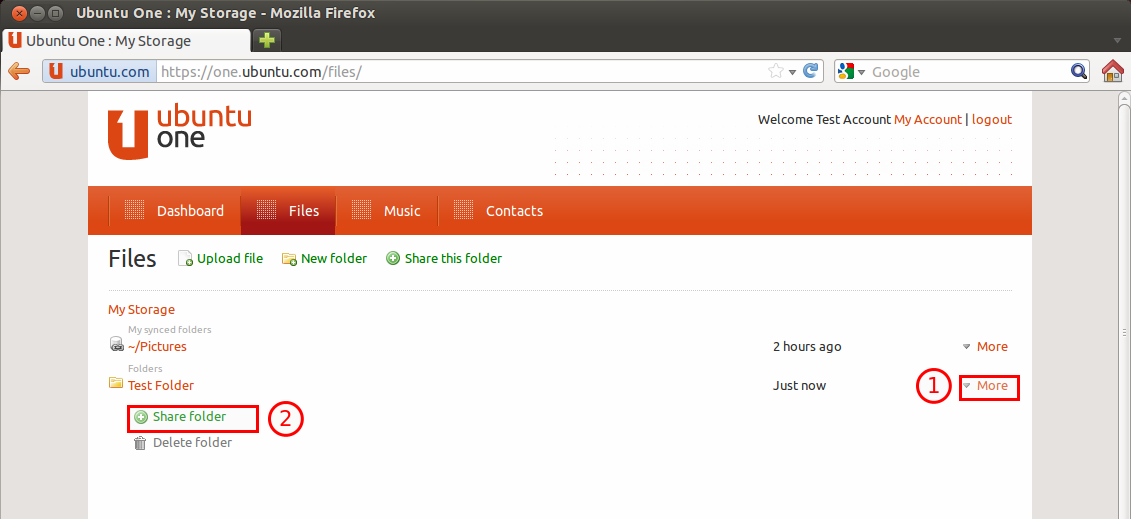 Ubuntu One : My Storage - Mozilla Firefox
Ubuntu One : My Storage
ubuntu.com https://one.ubuntu.com/files/ Google
ubuntu
one
Welcome Test Account My Account | logout
Dashboard Files Music Contacts
Files Upload file New folder Share this folder
My Storage
My synced folders
~/Pictures 2 hours ago More
Folders
Test Folder Just now 1 More
Share folder 2
Delete folder